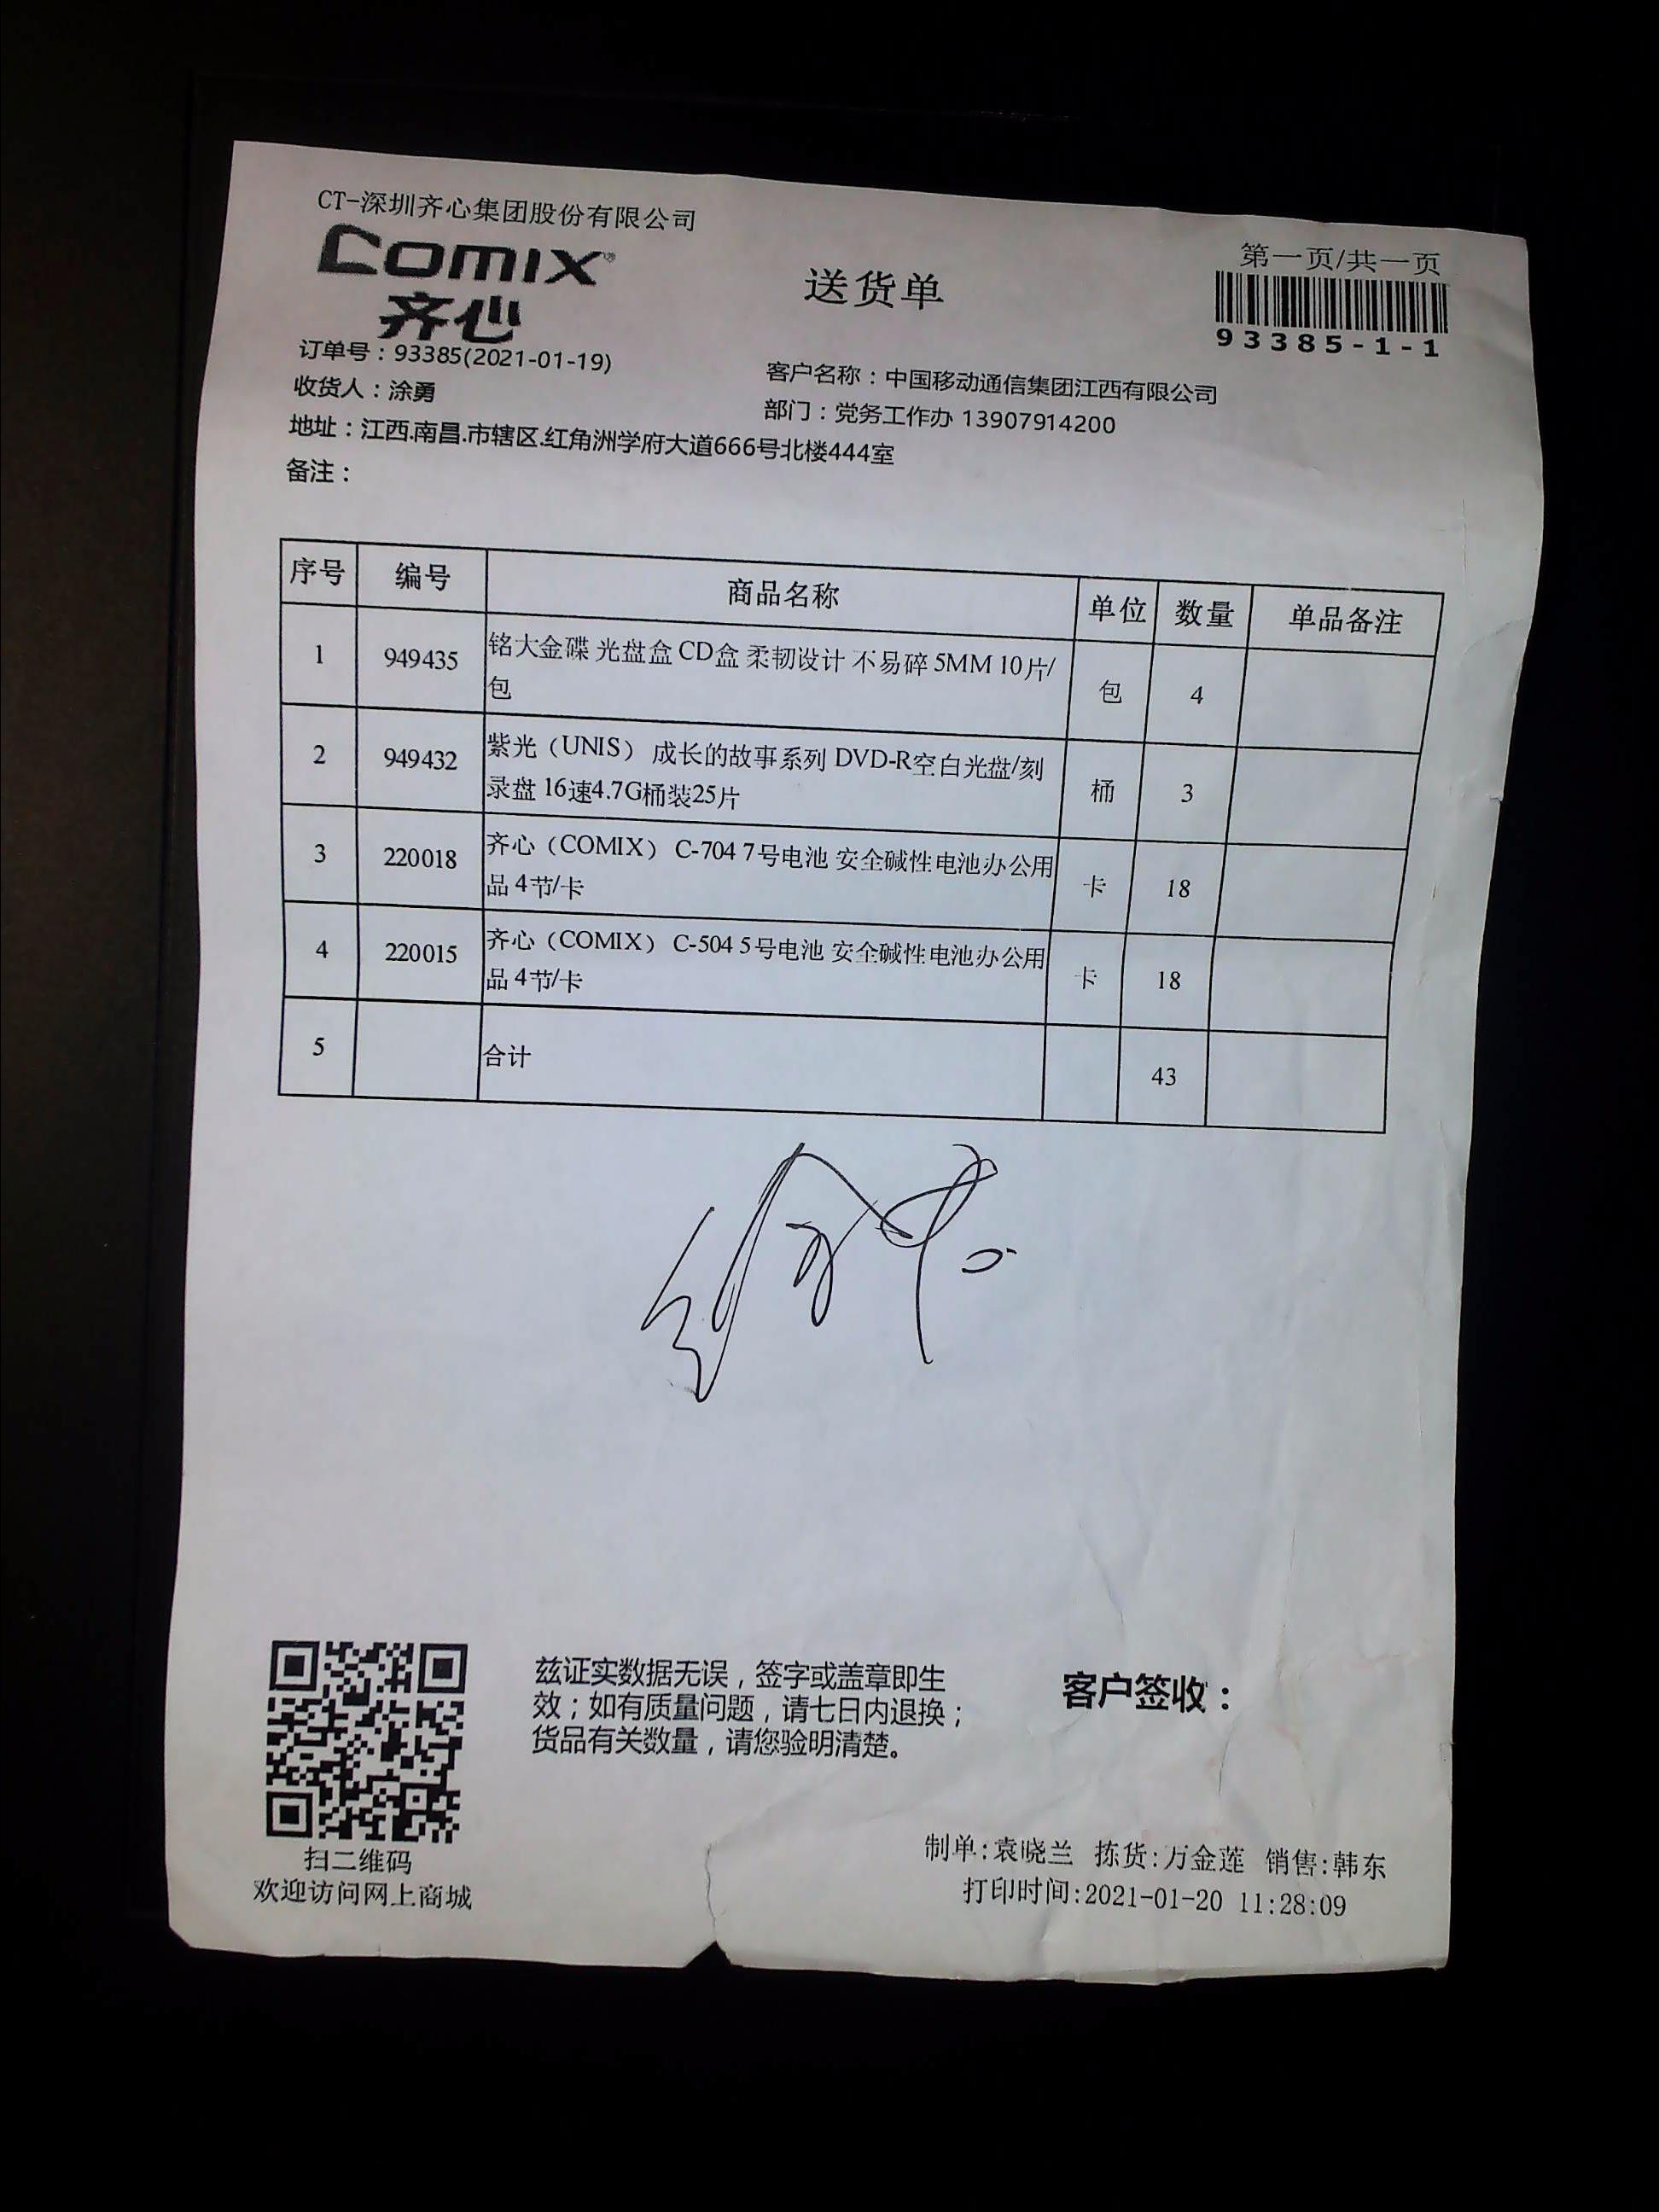 CT-深圳齐心集团股份有限公司
COMIX®
齐心
送货单
第一页/共一页
93385-1-1
订单号：93385(2021-01-19)
客户名称：中国移动通信集团江西有限公司
收货人：涂勇
部门：党务工作办 13907914200
地址：江西.南昌.市辖区.红角洲学府大道666号北楼444室
备注：
序号 编号 商品名称 单位 数量 单品备注
1 949435 铭大金碟 光盘盒 CD盒 柔韧设计 不易碎 5MM 10片/
包 包 4
2 949432 紫光（UNIS） 成长的故事系列 DVD-R空白光盘/刻
录盘 16速4.7G桶装25片 桶 3
3 220018 齐心（COMIX） C-704 7号电池 安全碱性电池办公用
品 4节/卡 卡 18
4 220015 齐心（COMIX） C-504 5号电池 安全碱性电池办公用
品 4节/卡 卡 18
5 合计 43
兹证实数据无误，签字或盖章即生
效；如有质量问题，请七日内退换；
货品有关数量，请您验明清楚。
客户签收：
扫二维码
欢迎访问网上商城
制单:袁晓兰 拣货:万金莲 销售:韩东
打印时间:2021-01-20 11:28:09